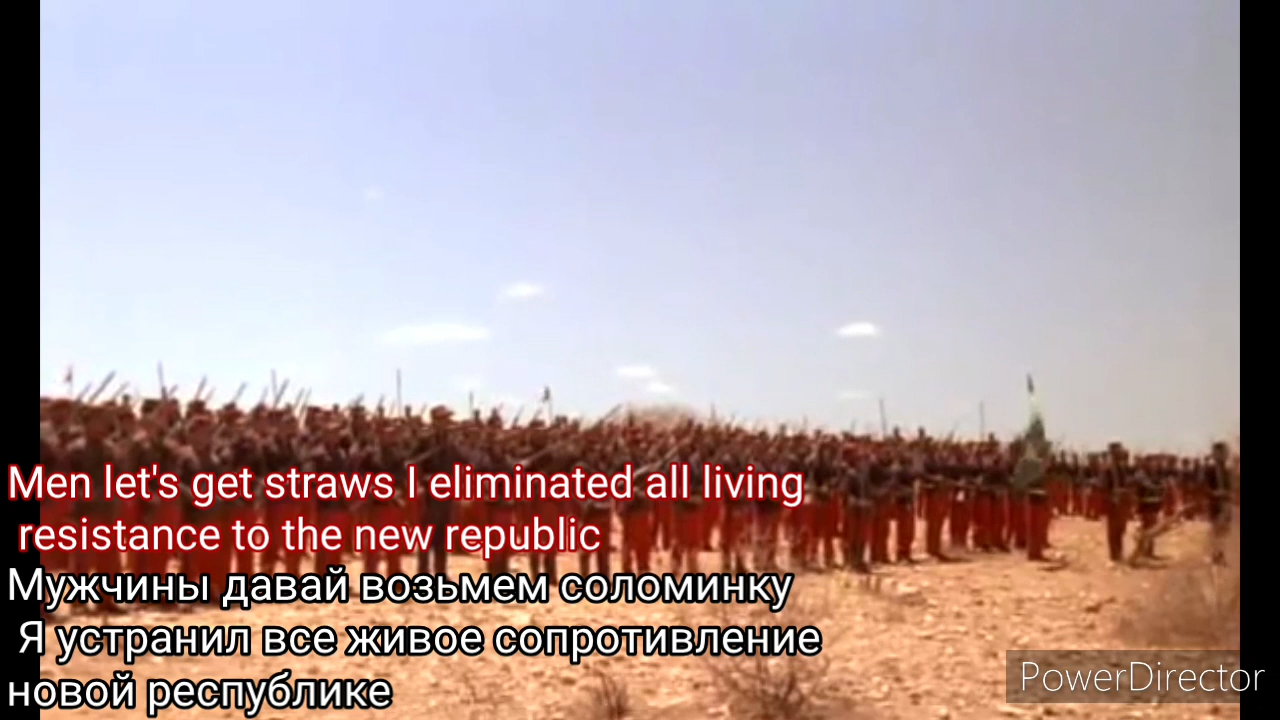 Men let's get straws I eliminated all living
resistance to the new republic
Мужчины давай возьмем соломинку
Я устранил все живое сопротивление
новой республике
PowerDirector